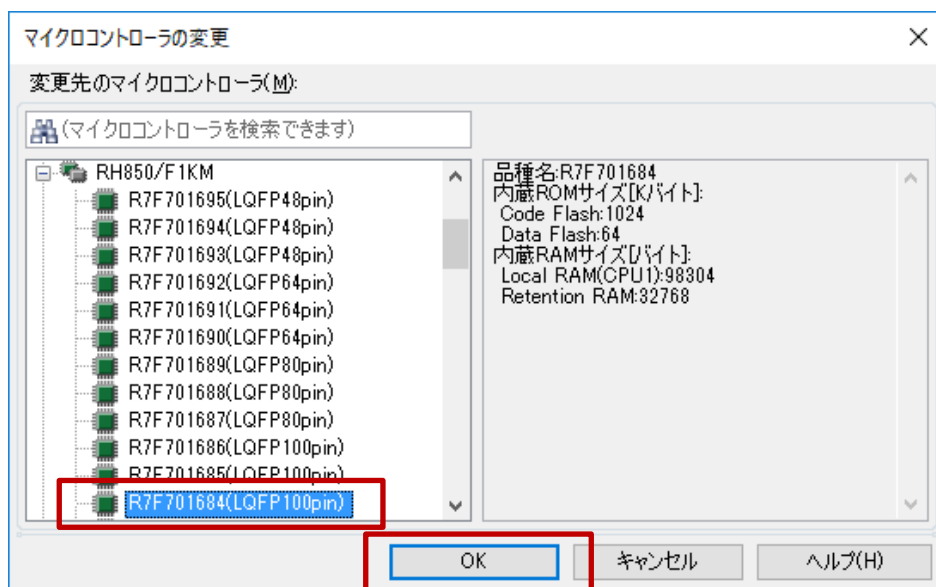 マイクロコントローラの変更
変更先のマイクロコントローラ(M):
(マイクロコントローラを検索できます)
RH850/F1KM
R7F701695(LQFP48pin)
R7F701694(LQFP48pin)
R7F701693(LQFP48pin)
R7F701692(LQFP64pin)
R7F701691(LQFP64pin)
R7F701690(LQFP64pin)
R7F701689(LQFP80pin)
R7F701688(LQFP80pin)
R7F701687(LQFP80pin)
R7F701686(LQFP100pin)
R7F701685(LQFP100pin)
R7F701684(LQFP100pin)
品種名:R7F701684
内蔵ROMサイズ[Kバイト]:
Code Flash:1024
Data Flash:64
内蔵RAMサイズ[バイト]:
Local RAM(CPU1):98304
Retention RAM:32768
OK
キャンセル
ヘルプ(H)